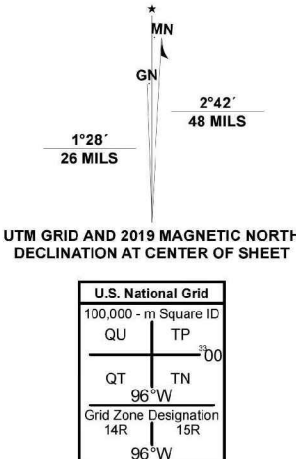 ★
MN
GN
2°42´
48 MILS
1°28´
26 MILS
UTM GRID AND 2019 MAGNETIC NORTH
DECLINATION AT CENTER OF SHEET
U.S. National Grid
100,000 - m Square ID
QU TP
³³00
QT TN
96°W
Grid Zone Designation
14R 15R
96°W